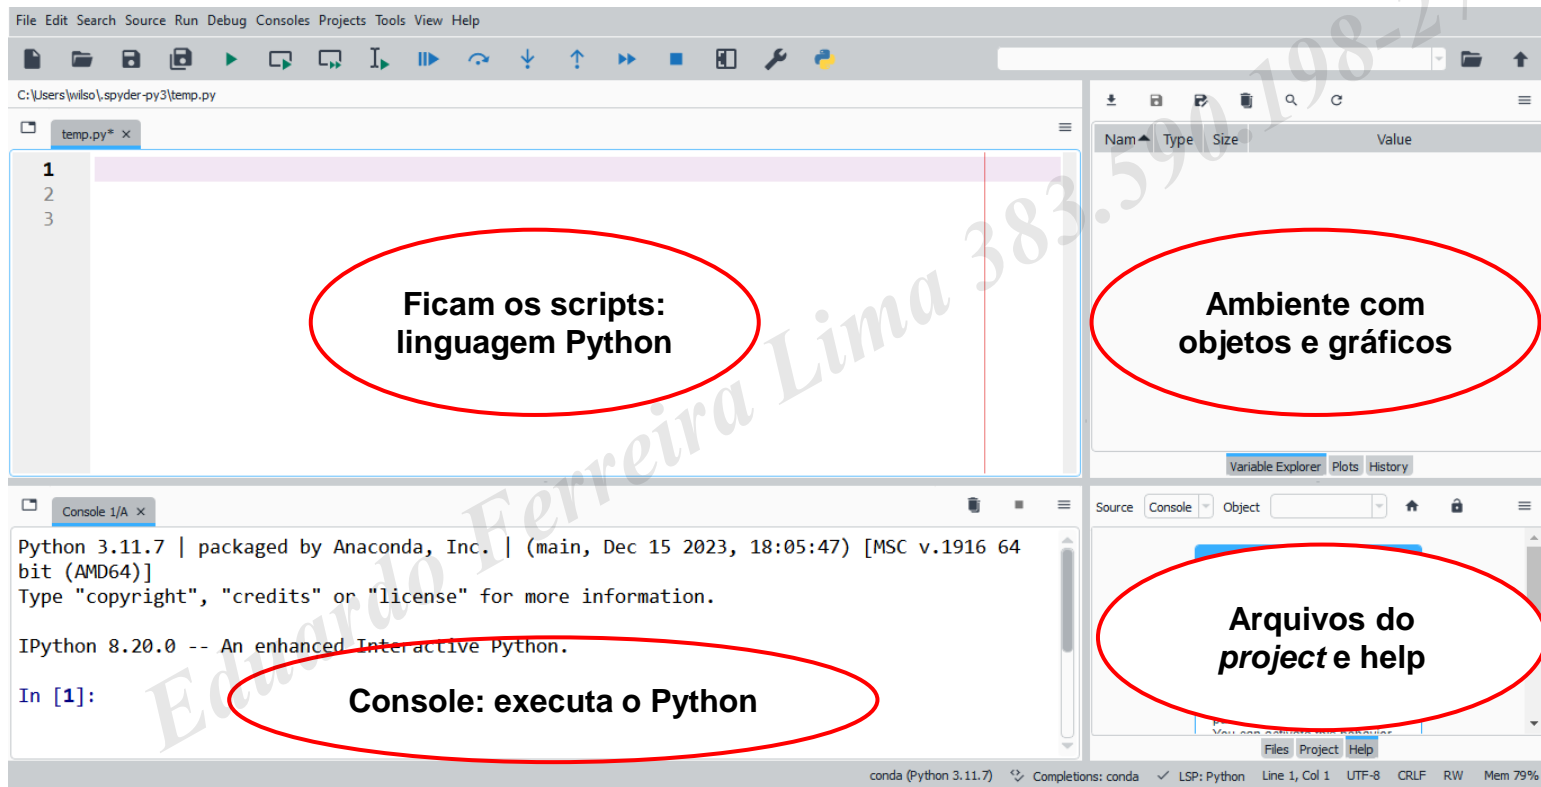 File Edit Search Source Run Debug Consoles Projects Tools View Help
C:\Users\wilso\.spyder-py3\temp.py
temp.py* ×
Nam Type Size Value
1
2
3
Ficam os scripts:
linguagem Python
Ambiente com
objetos e gráficos
Variable Explorer Plots History
Console 1/A ×
Source Console Object
Python 3.11.7 | packaged by Anaconda, Inc. | (main, Dec 15 2023, 18:05:47) [MSC v.1916 64
bit (AMD64)]
Type "copyright", "credits" or "license" for more information.
IPython 8.20.0 -- An enhanced Interactive Python.
In [1]:
Console: executa o Python
Arquivos do
project e help
You can activate this behavior
Files Project Help
conda (Python 3.11.7) Completions: conda ✓ LSP: Python Line 1, Col 1 UTF-8 CRLF RW Mem 79%
Eduardo Ferreira Lima 383.590.198-27